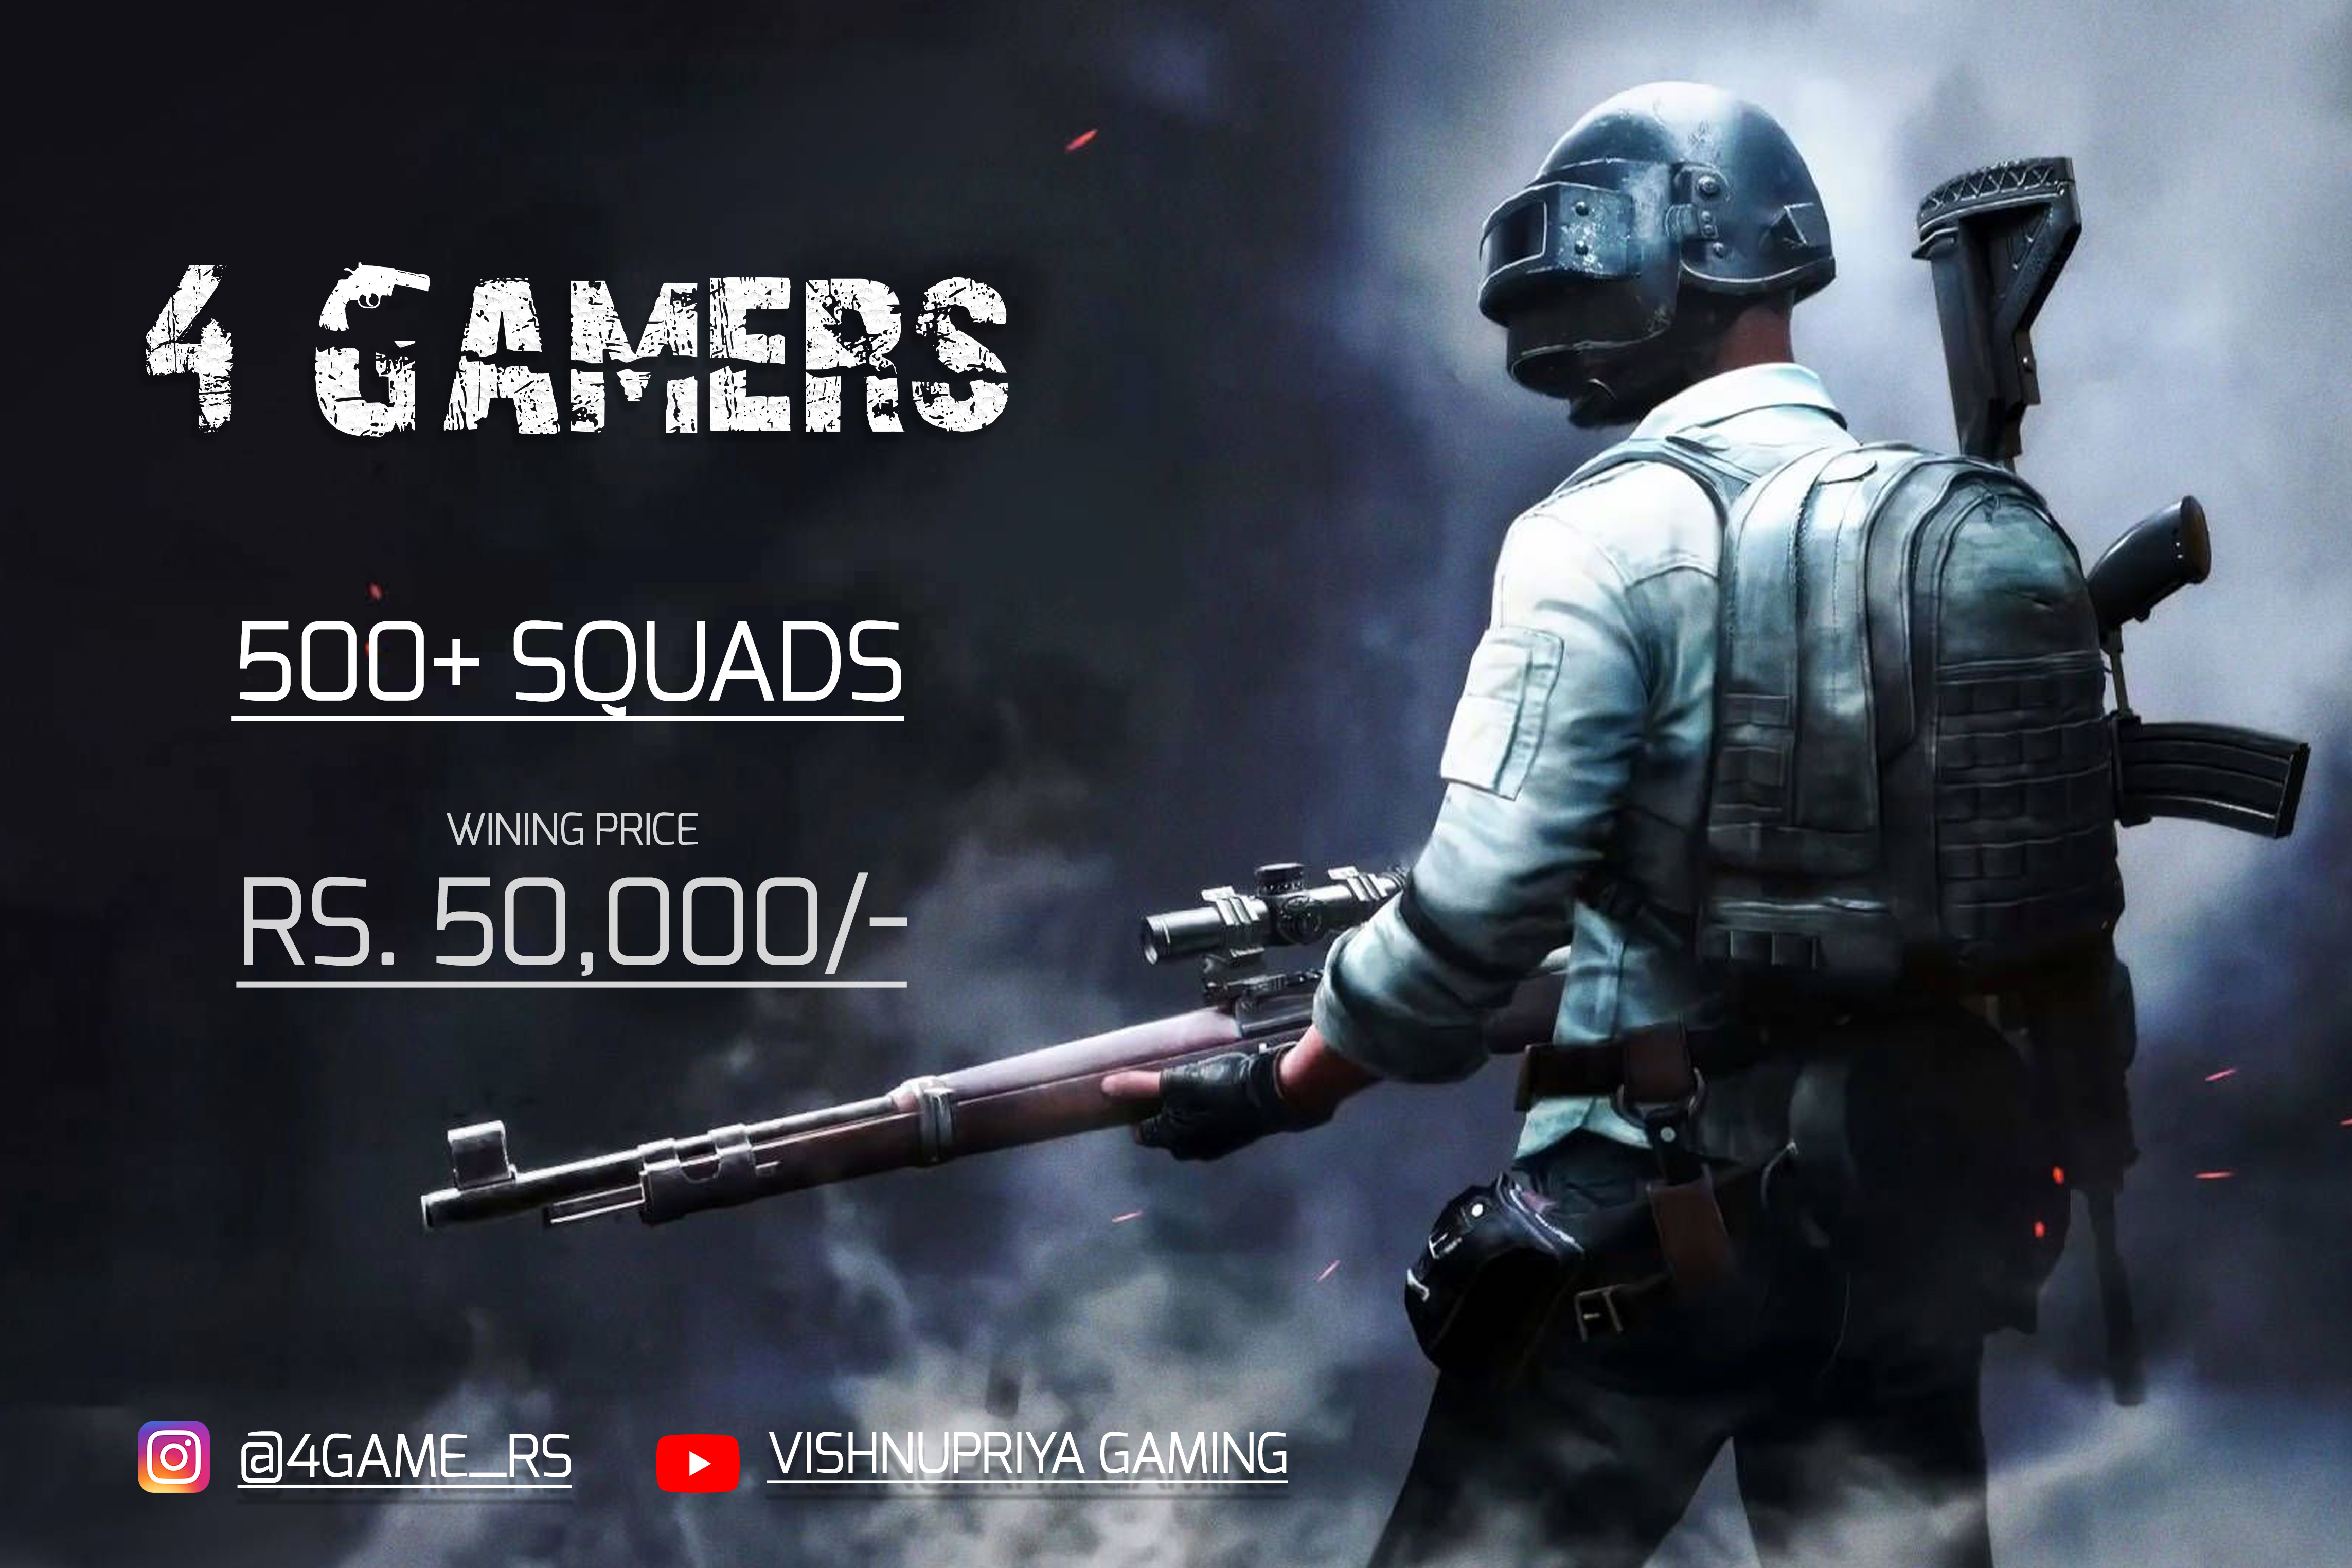 4 GAMERS
500+ SQUADS
WINING PRICE
RS. 50,000/-
@4GAME_RS
VISHNUPRIYA GAMING